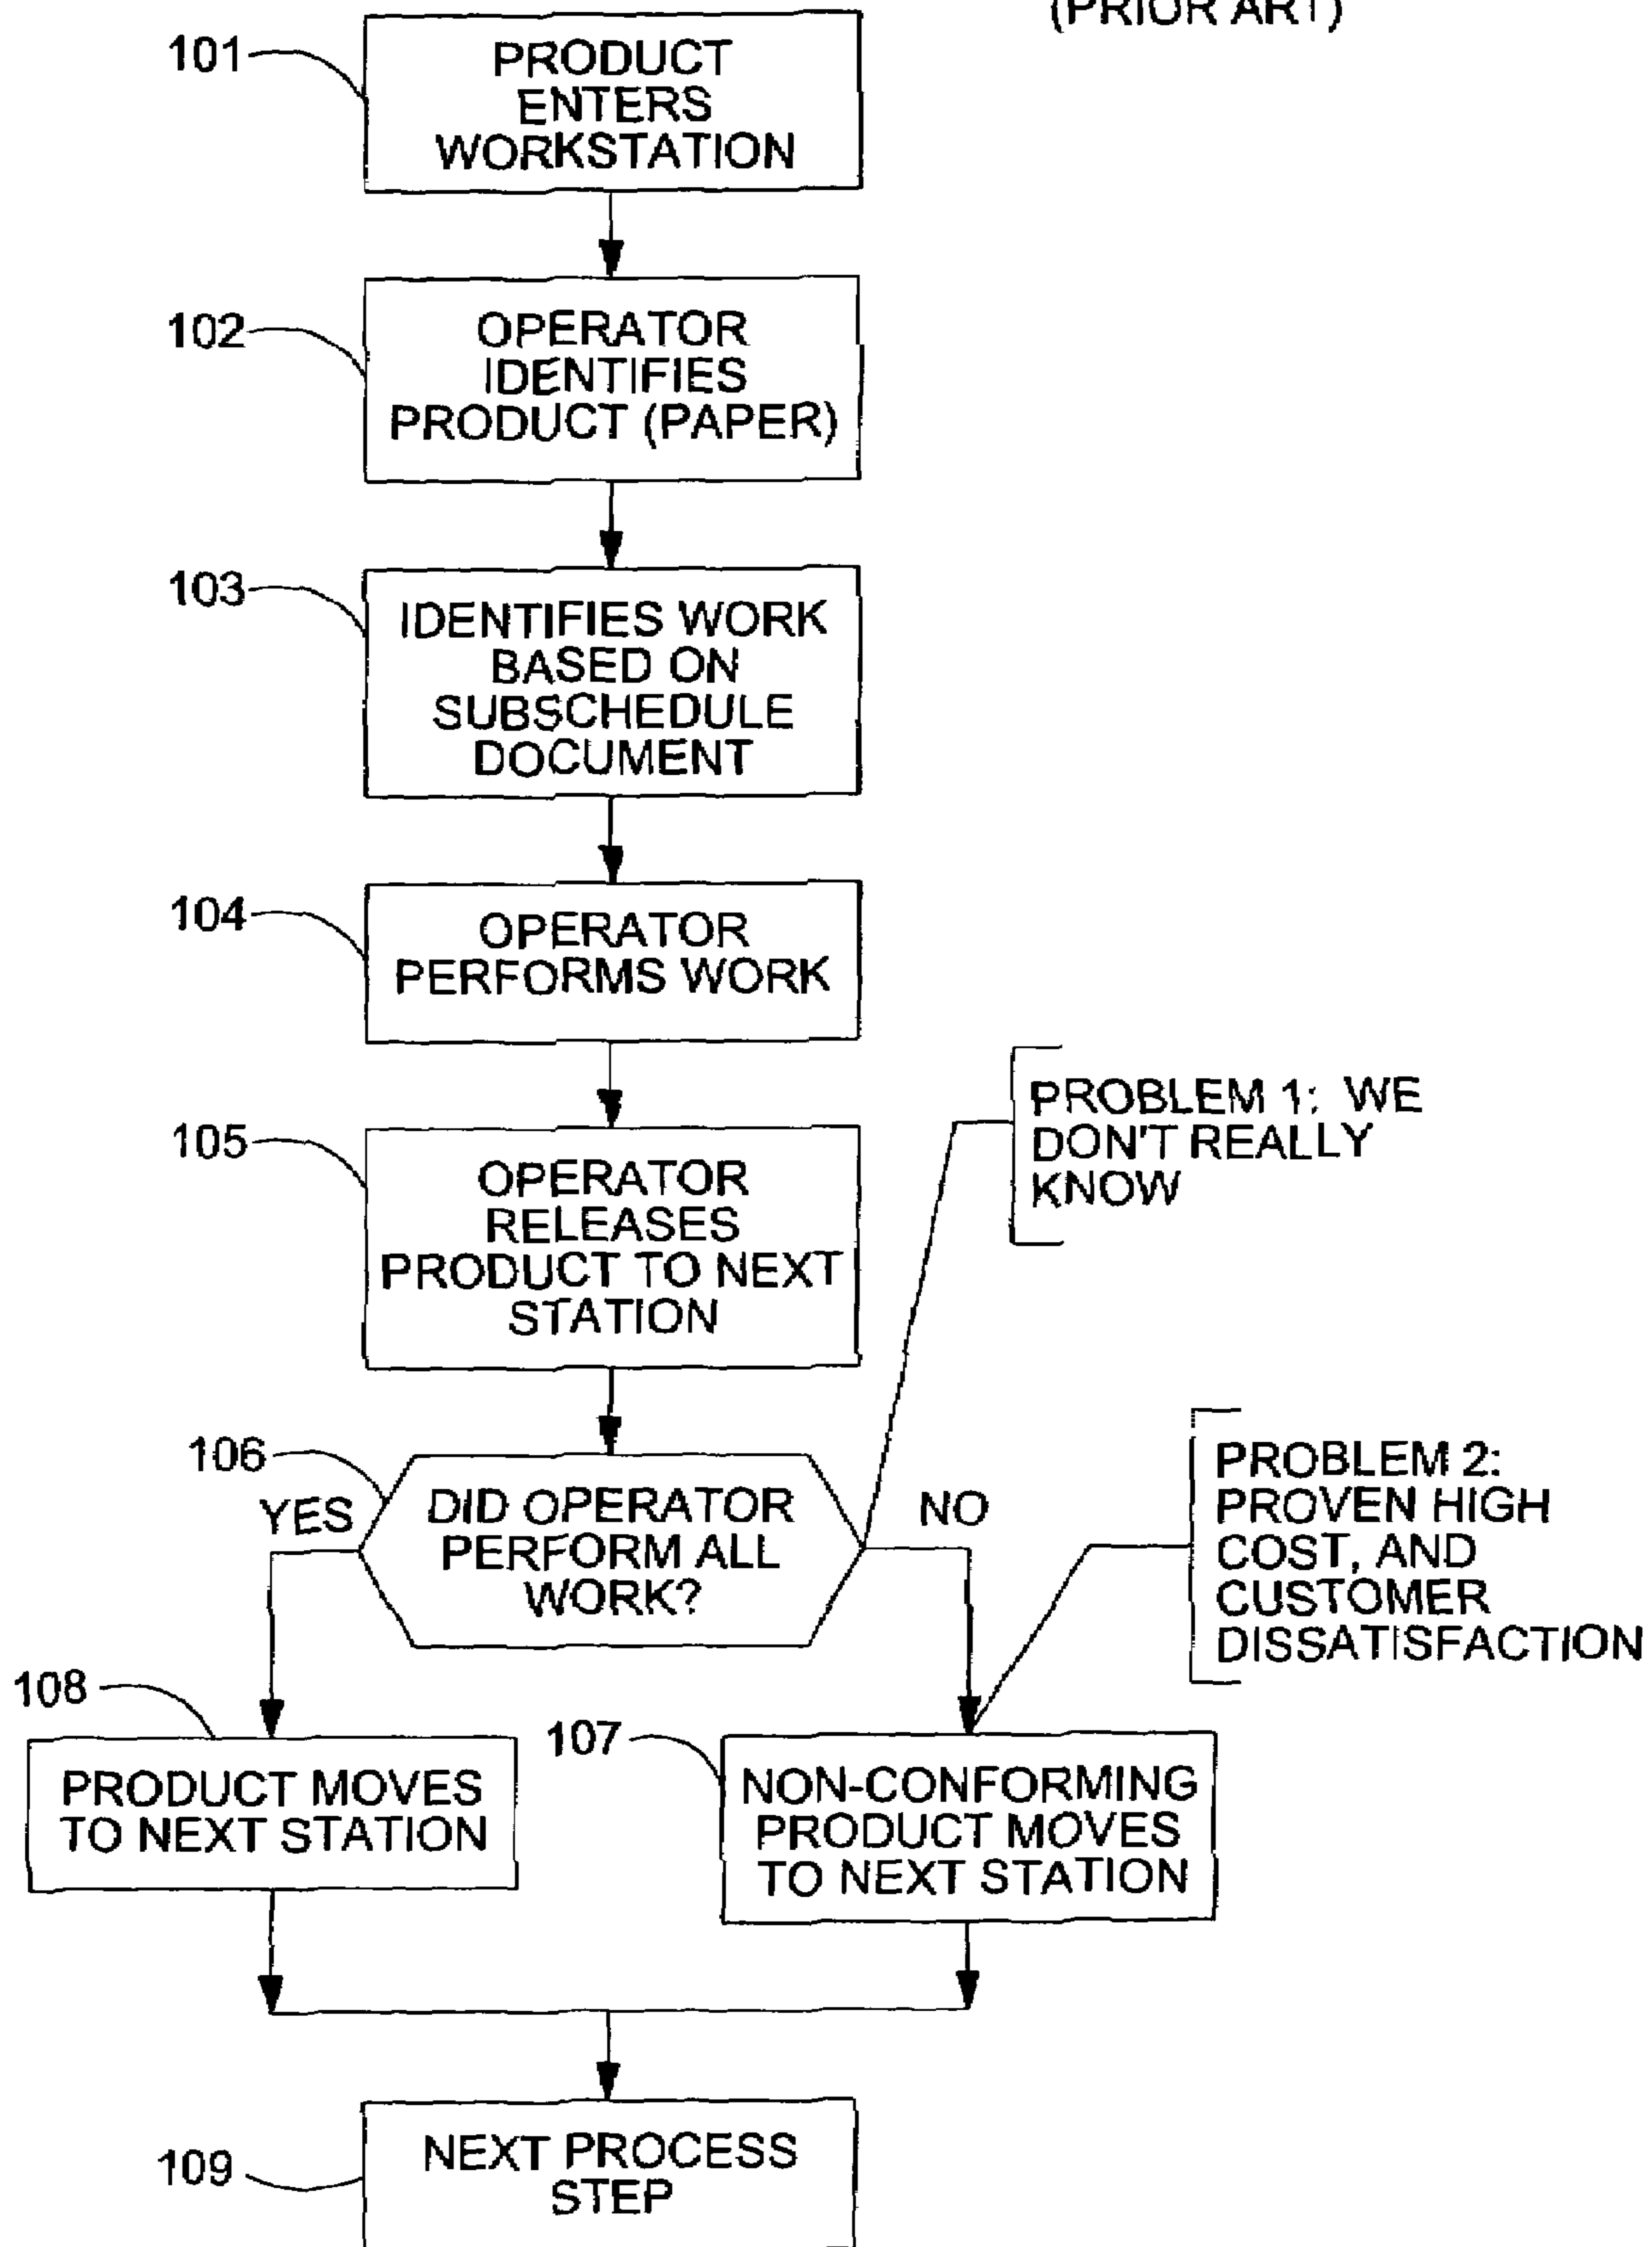 (PRIOR ART)
101
PRODUCT
ENTERS
WORKSTATION
102
OPERATOR
IDENTIFIES
PRODUCT (PAPER)
103
IDENTIFIES WORK
BASED ON
SUBSCHEDULE
DOCUMENT
104
OPERATOR
PERFORMS WORK
105
OPERATOR
RELEASES
PRODUCT TO NEXT
STATION
PROBLEM 1: WE
DON'T REALLY
KNOW
106
DID OPERATOR
PERFORM ALL
WORK?
YES
NO
PROBLEM 2:
PROVEN HIGH
COST, AND
CUSTOMER
DISSATISFACTION
108
PRODUCT MOVES
TO NEXT STATION
107
NON-CONFORMING
PRODUCT MOVES
TO NEXT STATION
109
NEXT PROCESS
STEP